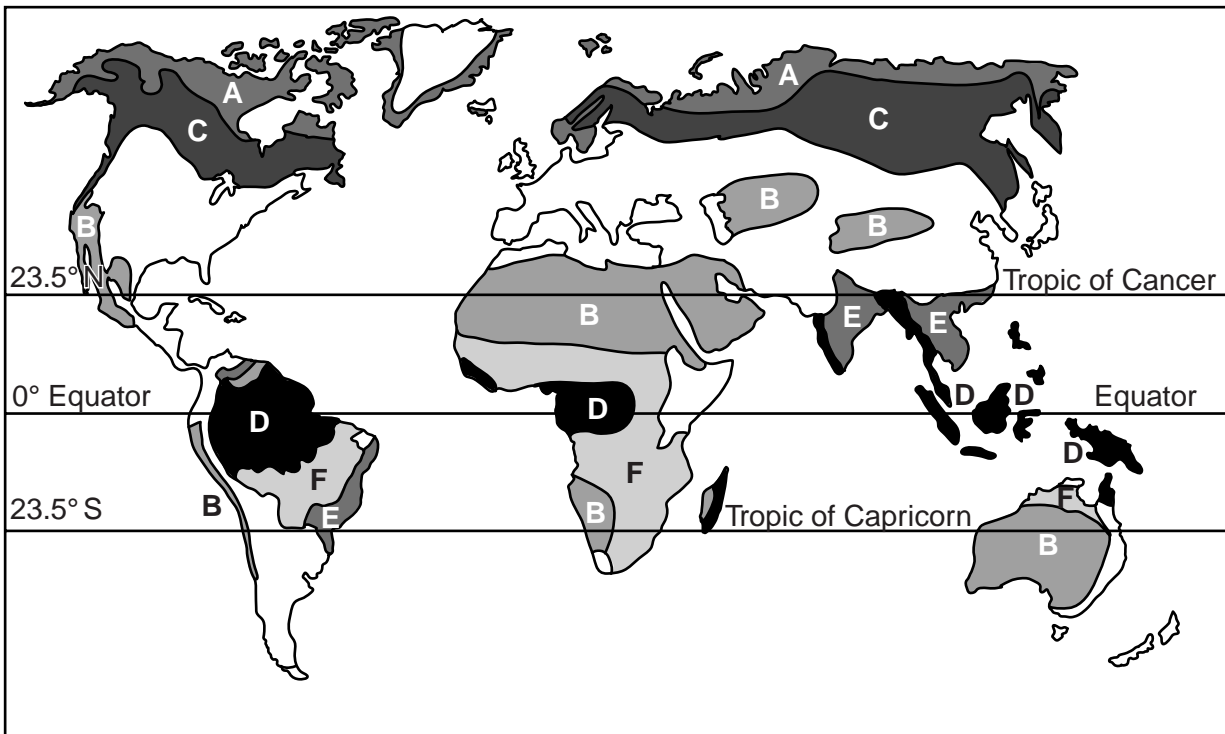 A
A
C
C
B
B
B
23.5° N
Tropic of Cancer
B
E
E
0° Equator
D
D
D
D
Equator
D
F
F
D
B
23.5° S
E
B
Tropic of Capricorn
F
B